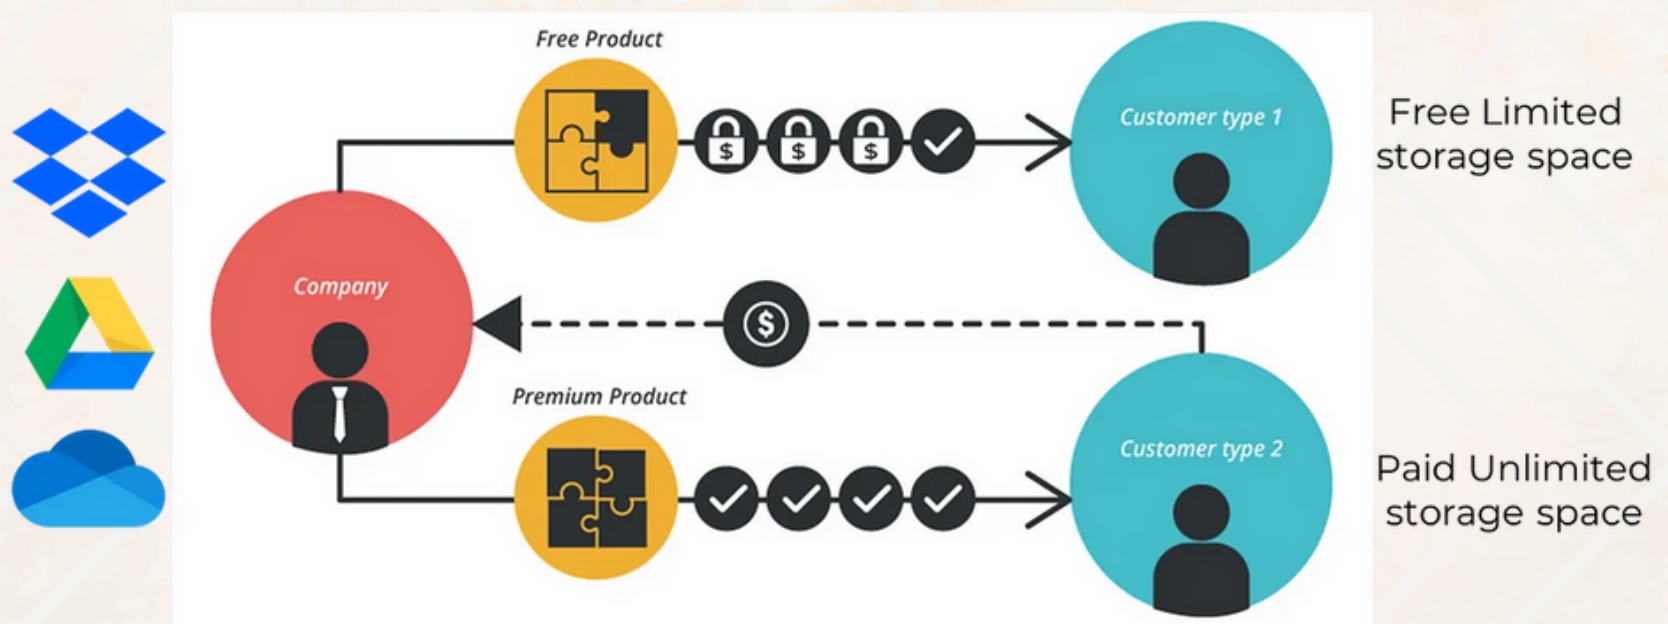 Free Product
$ $ $
Customer type 1
Free Limited
storage space
Company
$
Premium Product
Customer type 2
Paid Unlimited
storage space